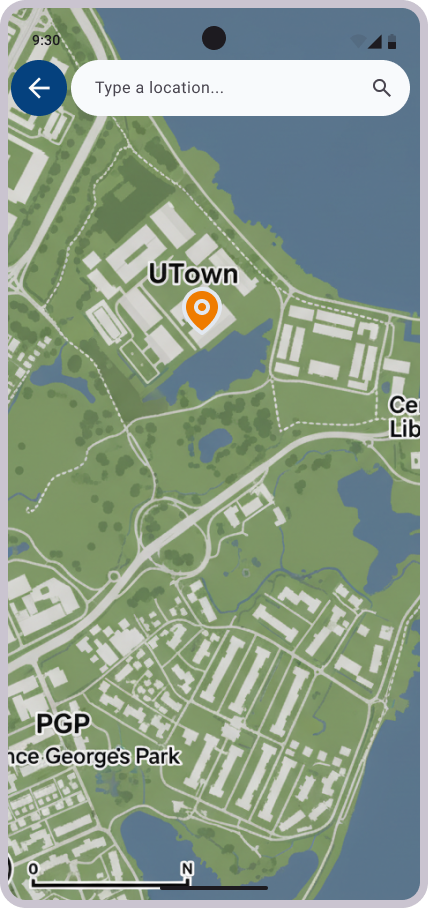 9:30
Type a location...
UTown
Ce
Lib
PGP
nce George's Park
0 N